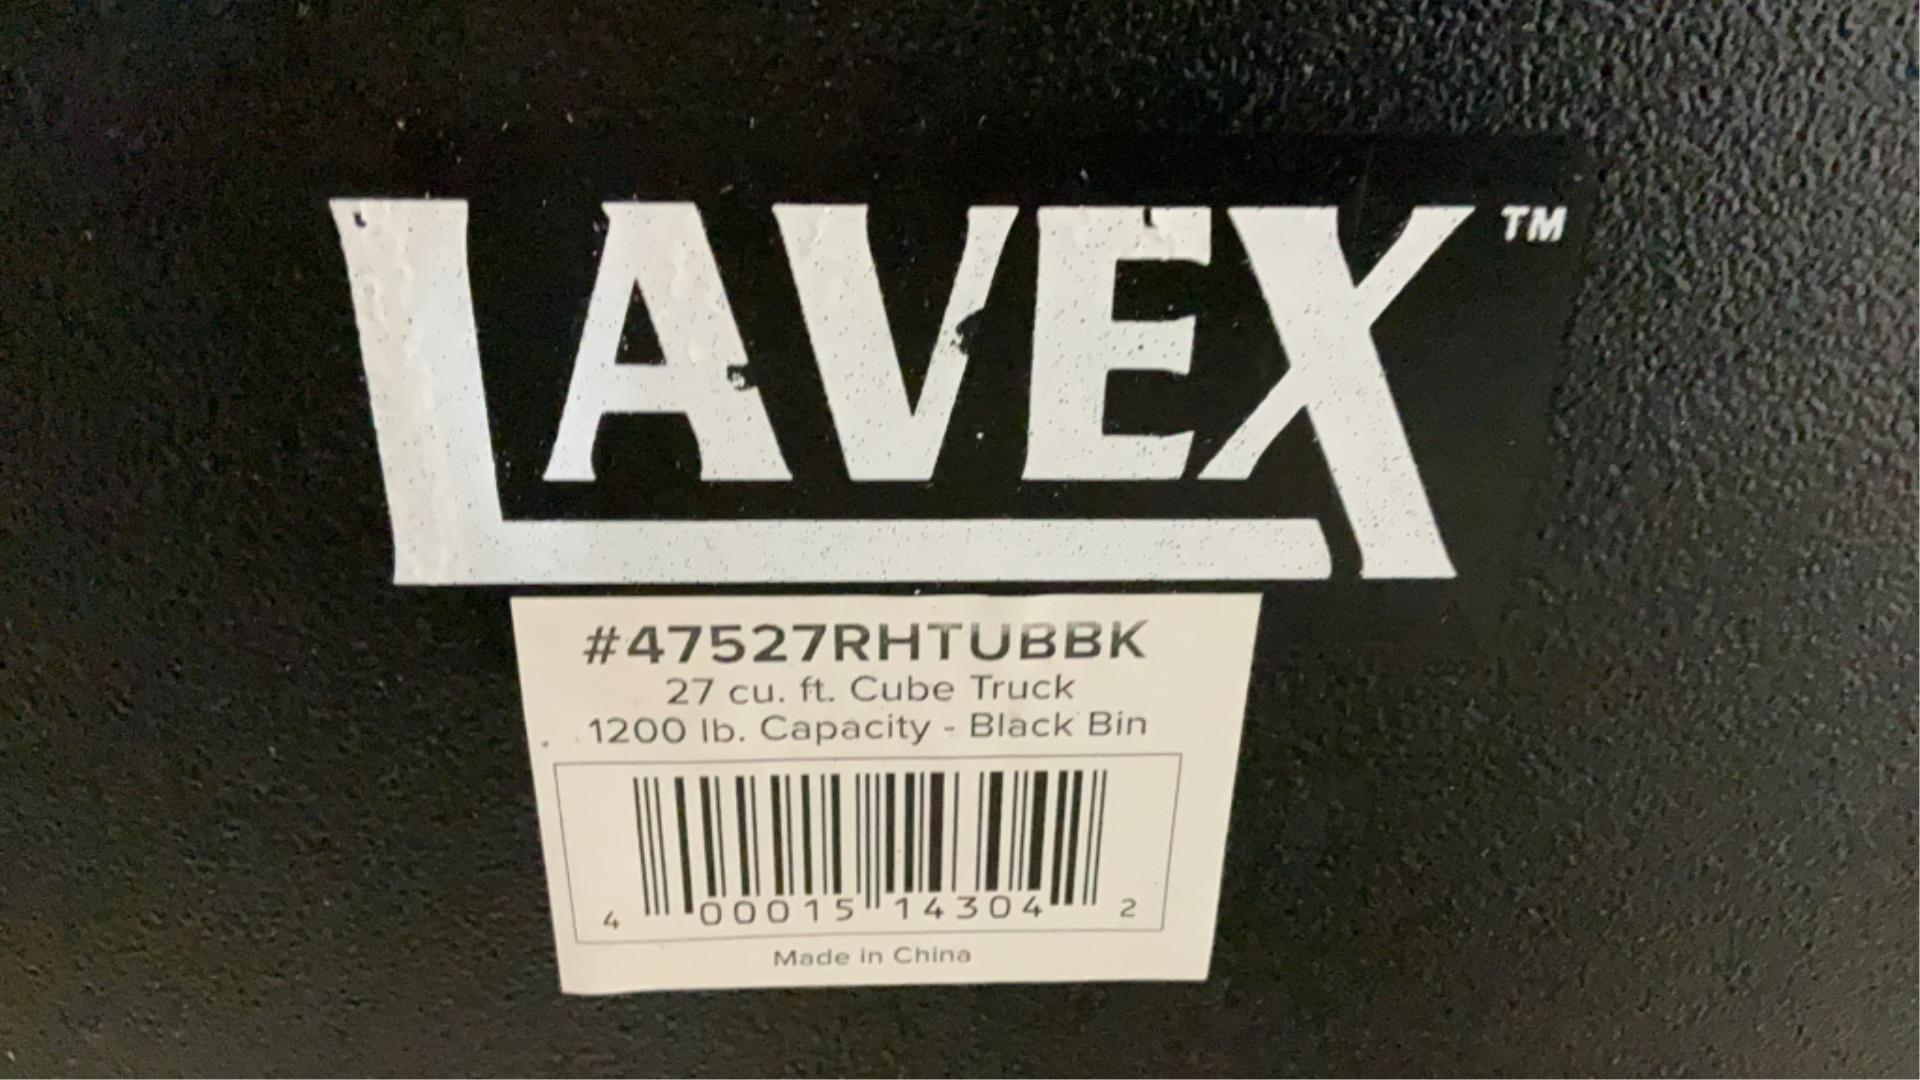 LAVEX™
#47527RHTUBBK
27 cu. ft. Cube Truck
1200 lb. Capacity - Black Bin
4 00015 14304 2
Made in China